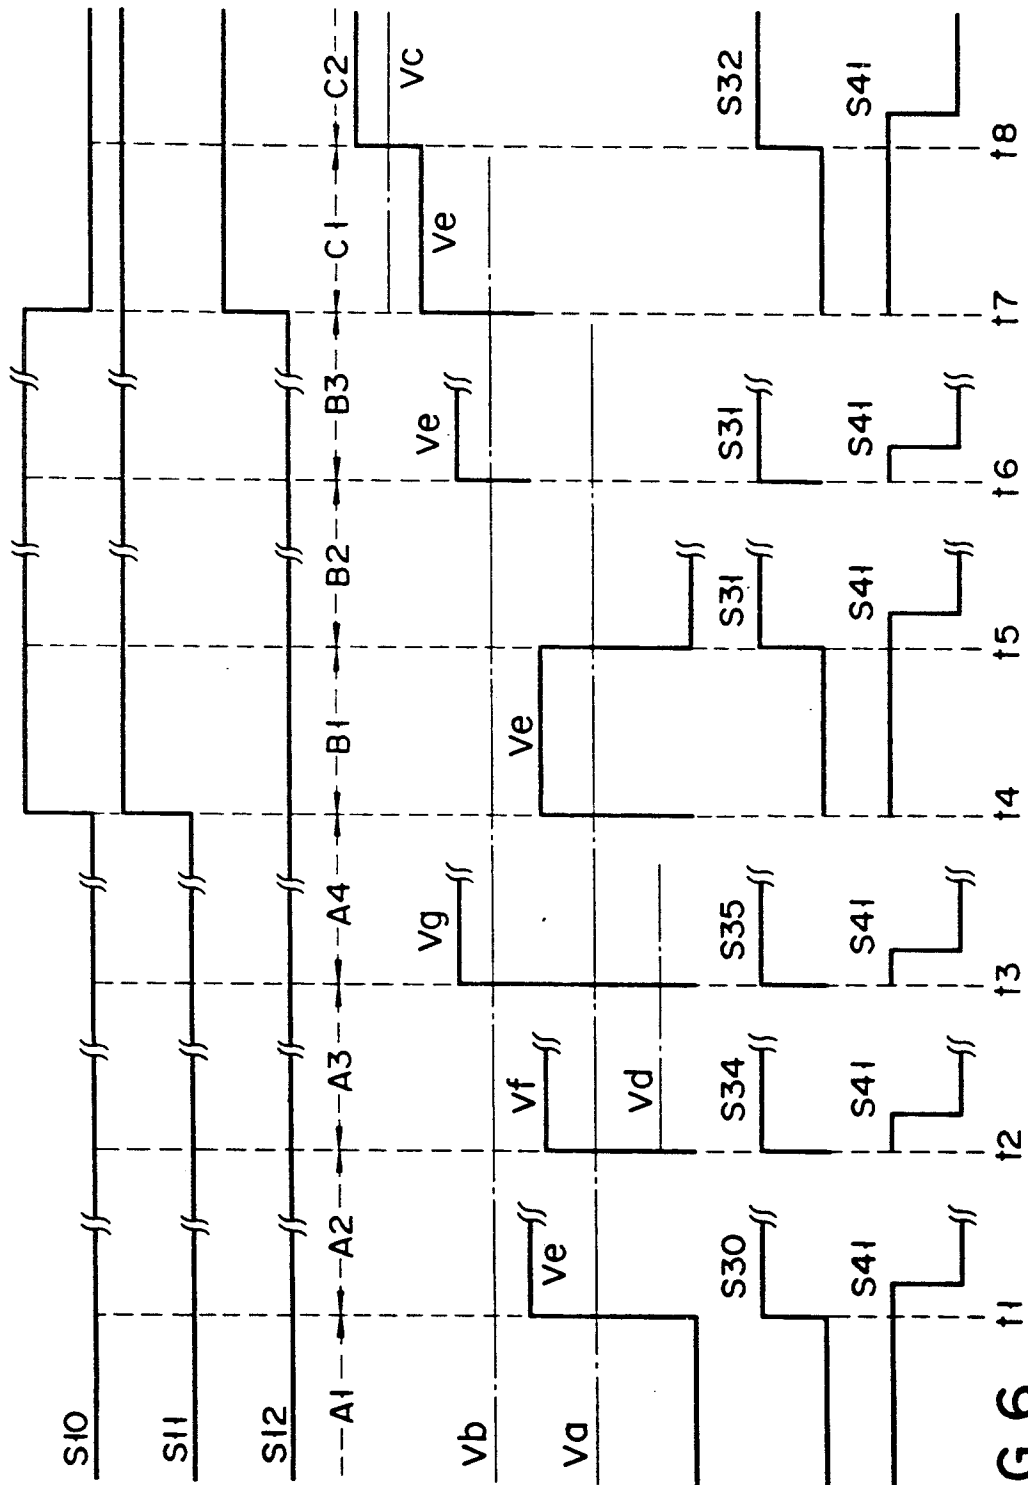 S10
S11
S12
A1 A2 A3 A4 B1 B2 B3 C1 C2
Vc
Vb Vg Ve Ve
Ve Vf Ve
Va Vd
S30 S34 S35 S31 S31 S32
S41 S41 S41 S41 S41 S41
t1 t2 t3 t4 t5 t6 t7 t8
G 6